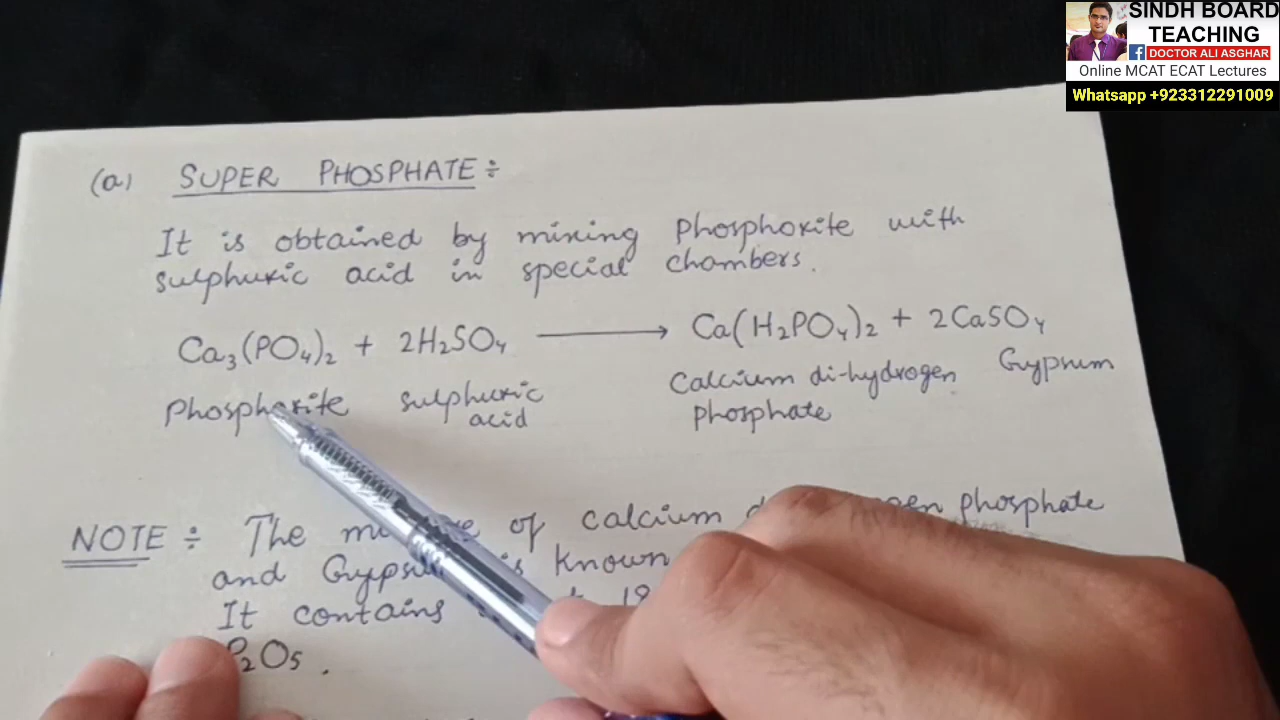 SINDH BOARD
TEACHING
f DOCTOR ALI ASGHAR
Online MCAT ECAT Lectures
Whatsapp +923312291009
(a) SUPER PHOSPHATE÷
It is obtained by mixing Phosphorite with
sulphuric acid in special chambers.
Ca₃(PO₄)₂ + 2H₂SO₄ ⟶ Ca(H₂PO₄)₂ + 2CaSO₄
Phosphorite sulphuric acid Calcium di-hydrogen phosphate Gypsum
NOTE ÷ The of calcium phosphate
and is known
It contains
P₂O₅.